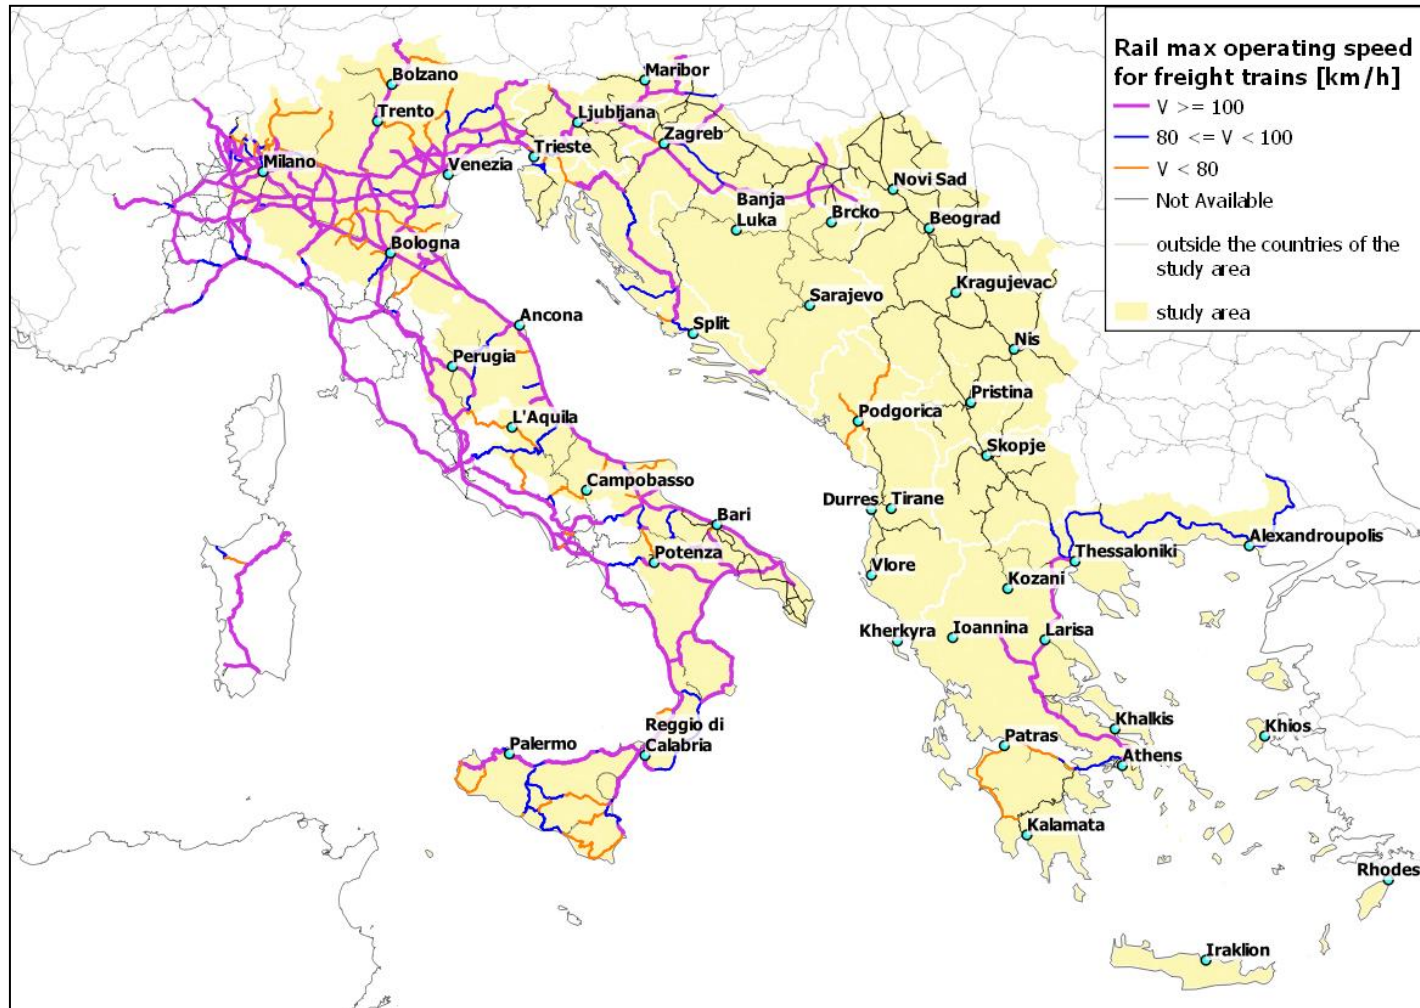 Rail max operating speed
for freight trains [km/h]
V >= 100
80 <= V < 100
V < 80
Not Available
outside the countries of the
study area
study area
Bolzano
Maribor
Trento
Ljubljana
Zagreb
Milano
Venezia
Trieste
Novi Sad
Banja
Luka
Brcko
Beograd
Bologna
Sarajevo
Kragujevac
Ancona
Split
Nis
Perugia
Pristina
L'Aquila
Podgorica
Skopje
Campobasso
Durres
Tirane
Bari
Alexandroupolis
Thessaloniki
Potenza
Vlore
Kozani
Kherkyra
Ioannina
Larisa
Reggio di
Calabria
Khalkis
Khios
Palermo
Patras
Athens
Kalamata
Rhodes
Iraklion